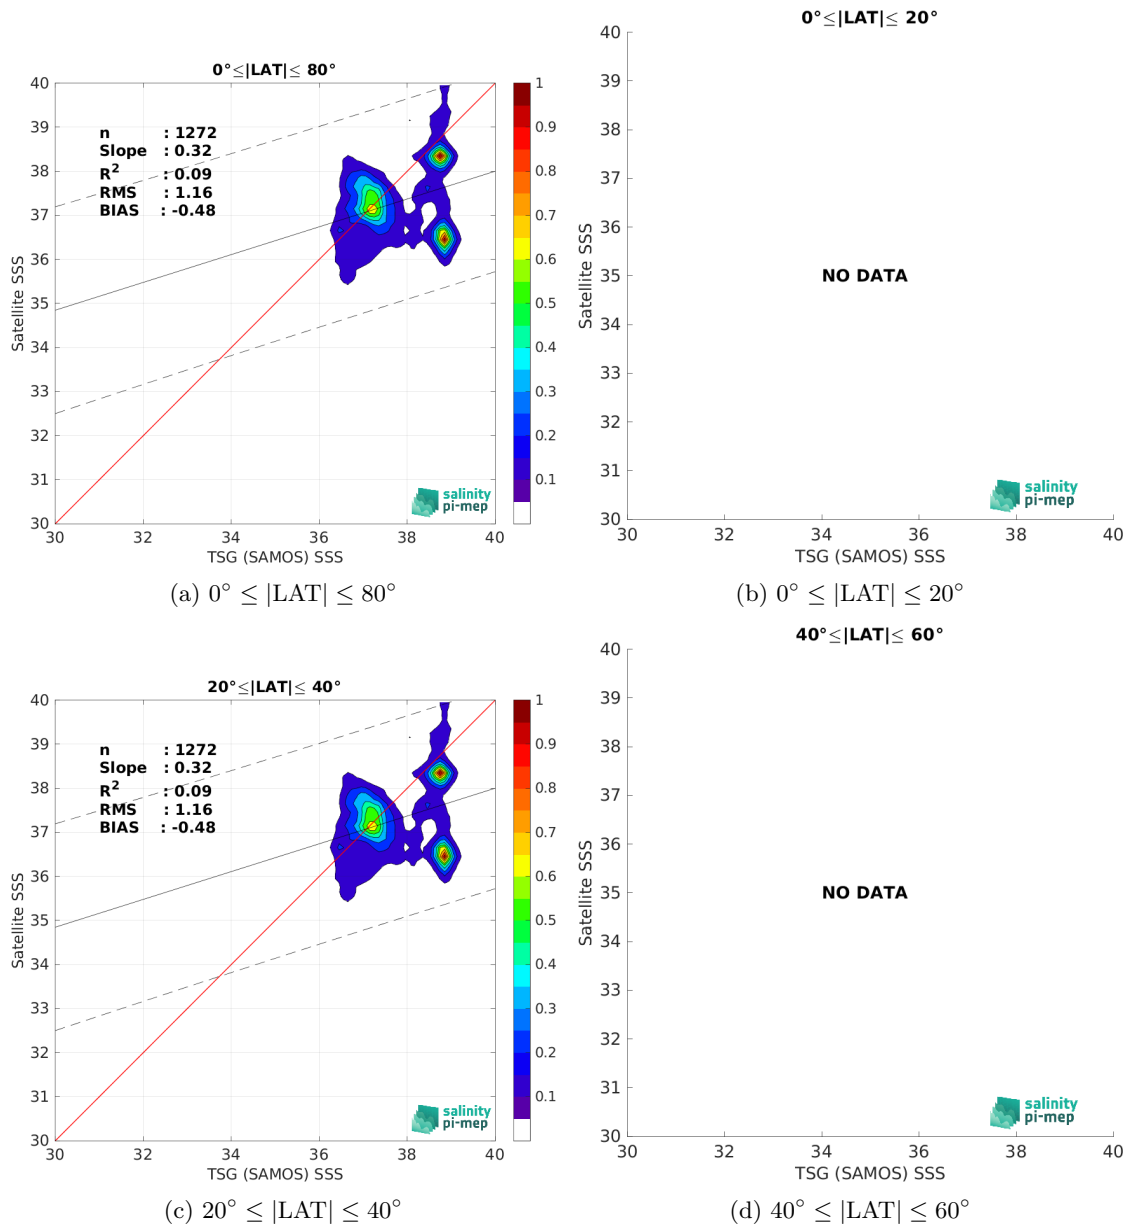 0°≤|LAT|≤ 80°
40
39
38
37
36
35
34
33
32
31
30
Satellite SSS
n : 1272
Slope : 0.32
R² : 0.09
RMS : 1.16
BIAS : -0.48
30 32 34 36 38 40
TSG (SAMOS) SSS
1
0.9
0.8
0.7
0.6
0.5
0.4
0.3
0.2
0.1
salinity
pi-mep
(a) 0° ≤ |LAT| ≤ 80°
0°≤|LAT|≤ 20°
40
39
38
37
36
35
34
33
32
31
30
Satellite SSS
NO DATA
30 32 34 36 38 40
TSG (SAMOS) SSS
salinity
pi-mep
(b) 0° ≤ |LAT| ≤ 20°
20°≤|LAT|≤ 40°
40
39
38
37
36
35
34
33
32
31
30
Satellite SSS
n : 1272
Slope : 0.32
R² : 0.09
RMS : 1.16
BIAS : -0.48
30 32 34 36 38 40
TSG (SAMOS) SSS
1
0.9
0.8
0.7
0.6
0.5
0.4
0.3
0.2
0.1
salinity
pi-mep
(c) 20° ≤ |LAT| ≤ 40°
40°≤|LAT|≤ 60°
40
39
38
37
36
35
34
33
32
31
30
Satellite SSS
NO DATA
30 32 34 36 38 40
TSG (SAMOS) SSS
salinity
pi-mep
(d) 40° ≤ |LAT| ≤ 60°